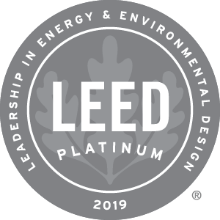 LEADERSHIP IN ENERGY & ENVIRONMENTAL DESIGN
LEED
PLATINUM
2019
®